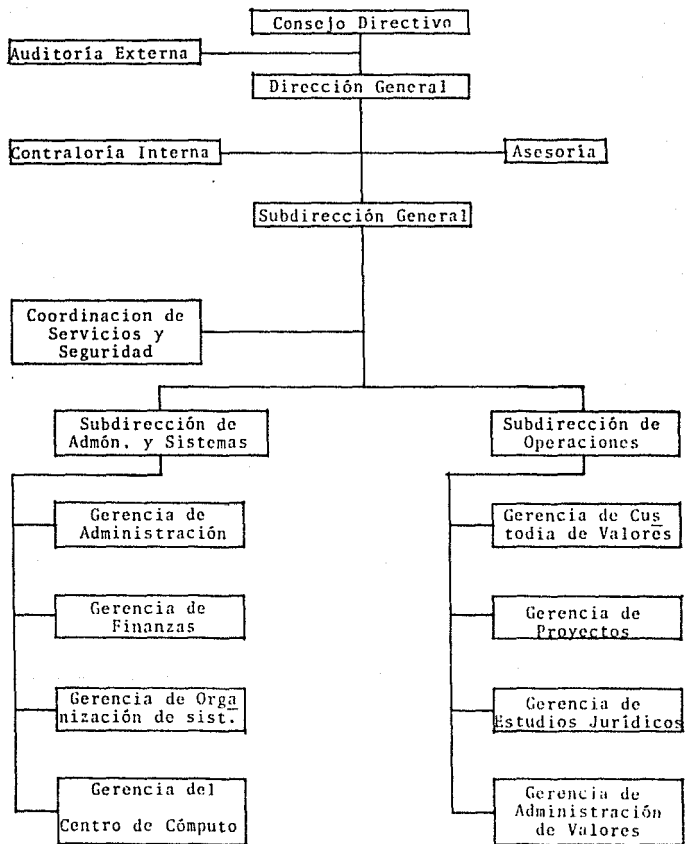 Consejo Directivo
Auditoría Externa
Dirección General
Contraloría Interna
Asesoría
Subdirección General
Coordinacion de
Servicios y
Seguridad
Subdirección de
Admón. y Sistemas
Subdirección de
Operaciones
Gerencia de
Administración
Gerencia de Cus
todia de Valores
Gerencia de
Finanzas
Gerencia de
Proyectos
Gerencia de Orga
nización de sist.
Gerencia de
Estudios Jurídicos
Gerencia del
Centro de Cómputo
Gerencia de
Administración
de Valores